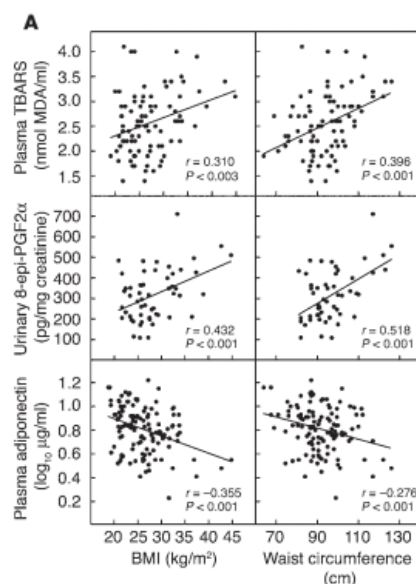 A
Plasma TBARS
(nmol MDA/ml)
4.0
3.5
3.0
2.5
2.0
1.5
r = 0.310
P < 0.003
r = 0.396
P < 0.001
Urinary 8-epi-PGF2α
(pg/mg creatinine)
700
600
500
400
300
200
100
r = 0.432
P < 0.001
r = 0.518
P < 0.001
Plasma adiponectin
(log10 μg/ml)
1.2
1.0
0.8
0.6
0.4
0.2
r = −0.355
P < 0.001
r = −0.276
P < 0.001
15 20 25 30 35 40 45
70 90 110 130
BMI (kg/m²)
Waist circumference
(cm)